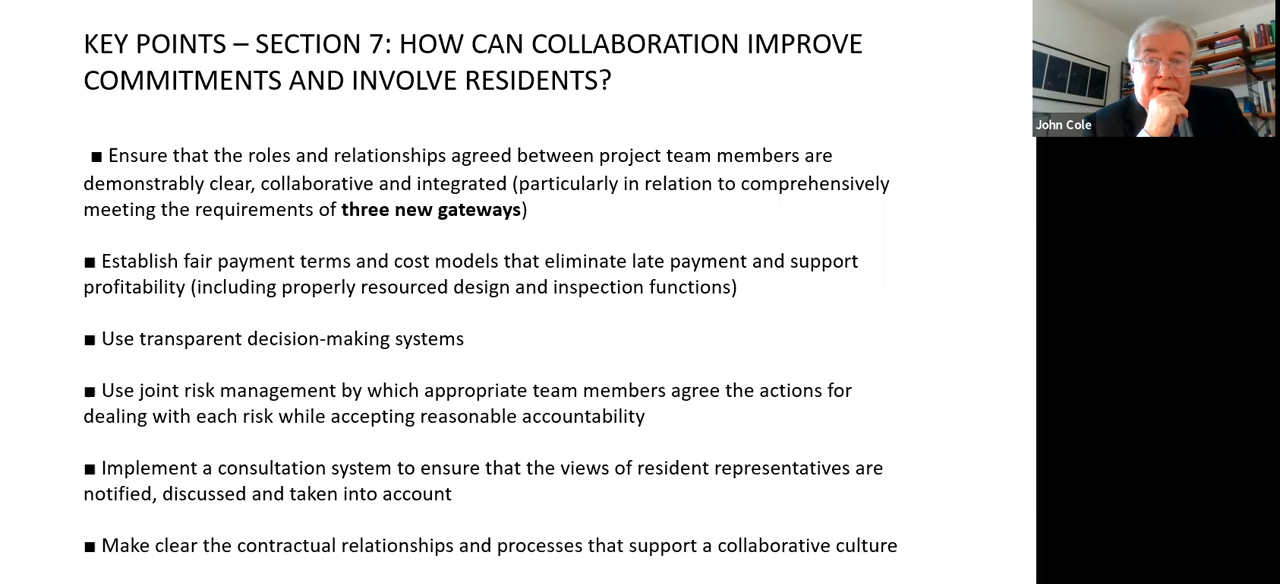 KEY POINTS – SECTION 7: HOW CAN COLLABORATION IMPROVE
COMMITMENTS AND INVOLVE RESIDENTS?
■ Ensure that the roles and relationships agreed between project team members are
demonstrably clear, collaborative and integrated (particularly in relation to comprehensively
meeting the requirements of three new gateways)
■ Establish fair payment terms and cost models that eliminate late payment and support
profitability (including properly resourced design and inspection functions)
■ Use transparent decision-making systems
■ Use joint risk management by which appropriate team members agree the actions for
dealing with each risk while accepting reasonable accountability
■ Implement a consultation system to ensure that the views of resident representatives are
notified, discussed and taken into account
■ Make clear the contractual relationships and processes that support a collaborative culture
John Cole